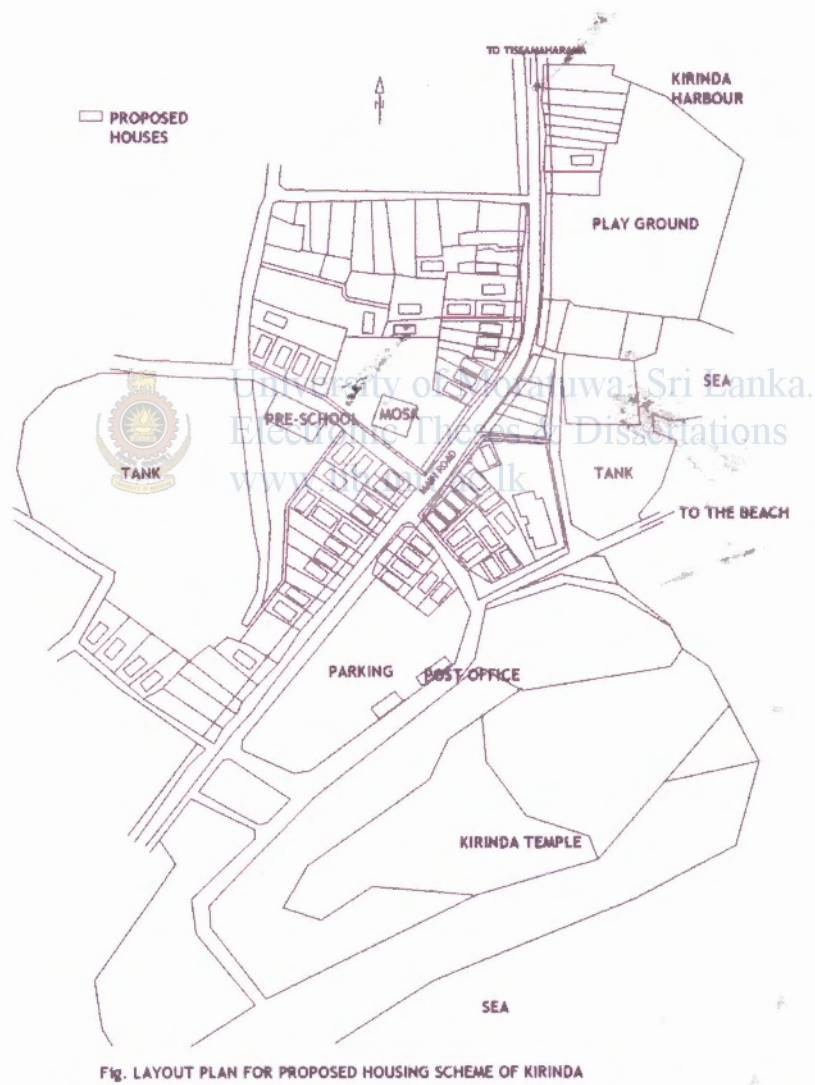 TO TISSAMAHARAMA
KIRINDA
HARBOUR
N
PROPOSED
HOUSES
PLAY GROUND
University of Moratuwa, Sri Lanka.
SEA
PRE-SCHOOL
MOSK
Electronic Theses & Dissertations
TANK
www.lib.mrt.ac.lk
ROAD
TANK
TO THE BEACH
PARKING
POST OFFICE
KIRINDA TEMPLE
SEA
Fig. LAYOUT PLAN FOR PROPOSED HOUSING SCHEME OF KIRINDA